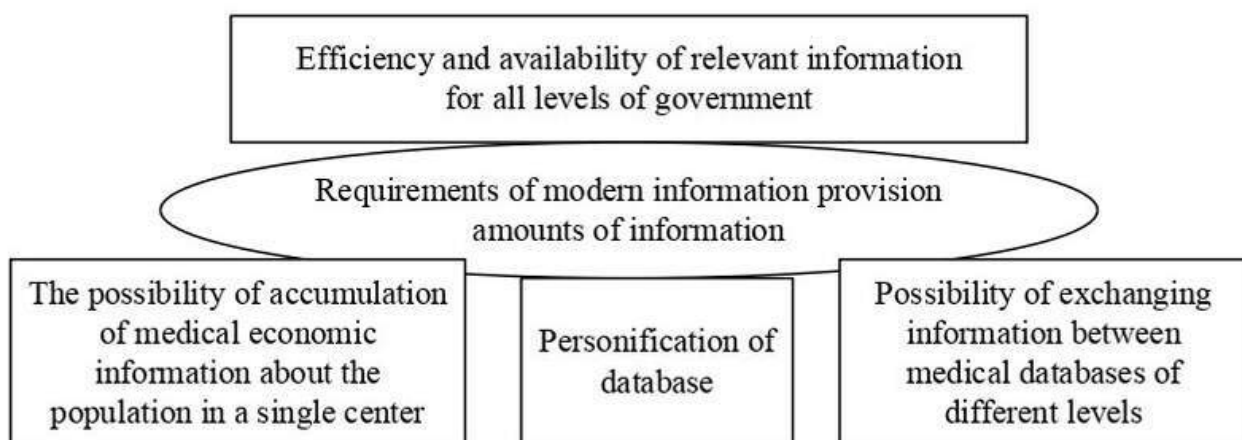 Efficiency and availability of relevant information
for all levels of government
Requirements of modern information provision
amounts of information
The possibility of accumulation
of medical economic
information about the
population in a single center
Personification of
database
Possibility of exchanging
information between
medical databases of
different levels